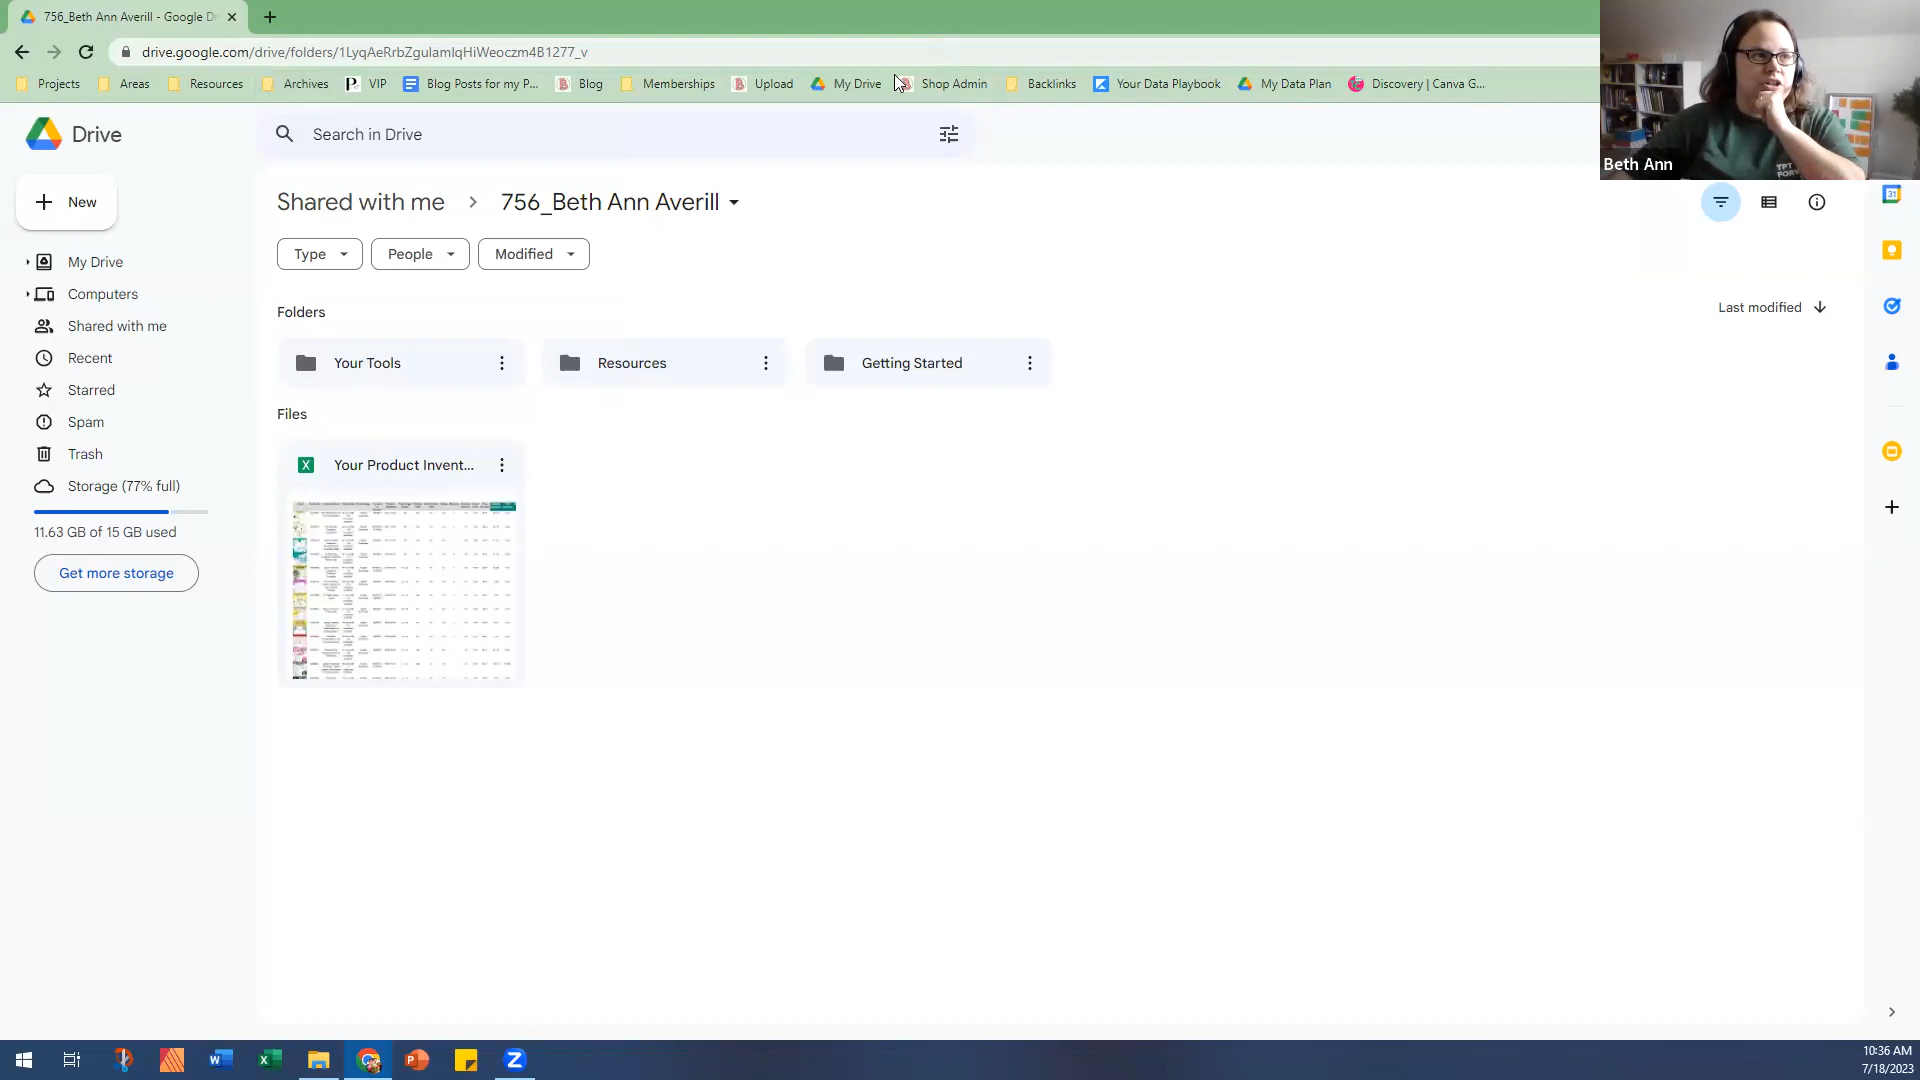 756_Beth Ann Averill - Google Dr
drive.google.com/drive/folders/1LyqAeRrbZgulamlqHiWeoczm4B1277_v
Projects
Areas
Resources
Archives
VIP
Blog Posts for my P...
Blog
Memberships
Upload
My Drive
Shop Admin
Backlinks
Your Data Playbook
My Data Plan
Discovery | Canva G...
Beth Ann
Drive
Search in Drive
New
Shared with me
756_Beth Ann Averill
Type
People
Modified
My Drive
Computers
Shared with me
Recent
Starred
Spam
Trash
Storage (77% full)
11.63 GB of 15 GB used
Get more storage
Folders
Last modified
Your Tools
Resources
Getting Started
Files
Your Product Invent...
10:36 AM
7/18/2023